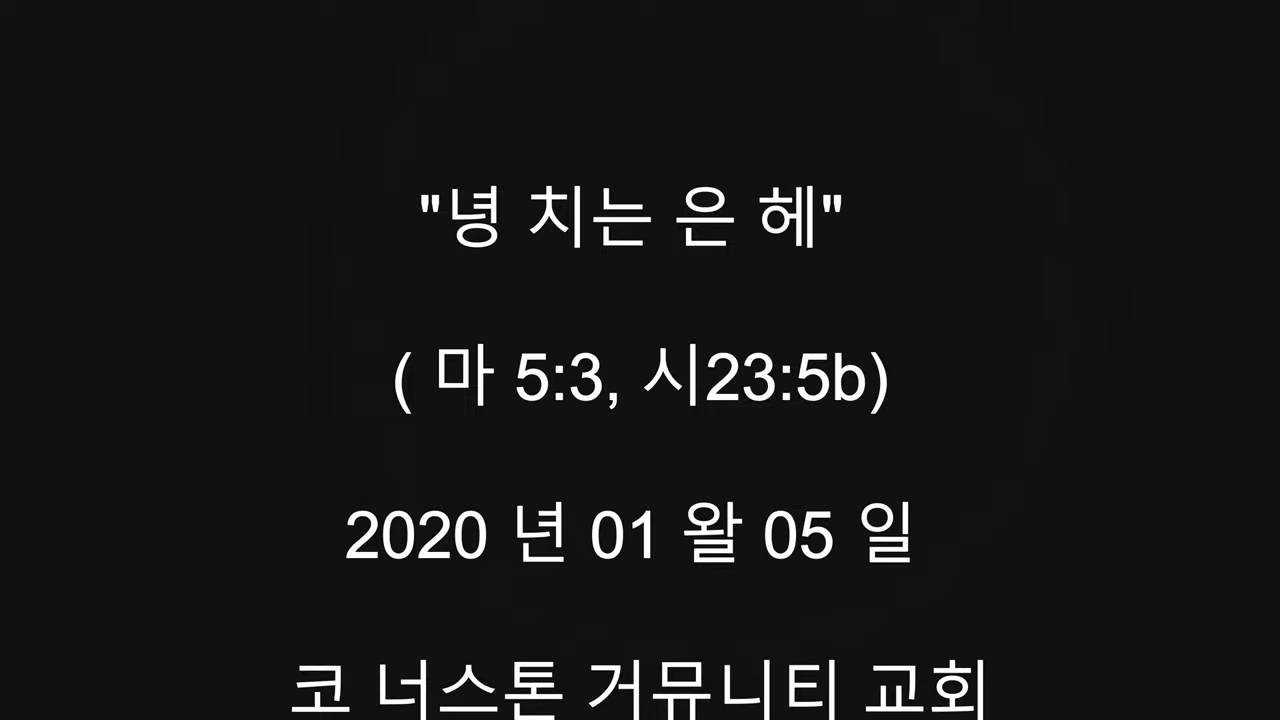 "녕 치는 은 헤"
( 마 5:3, 시23:5b)
2020 년 01 왈 05 일
코 너스톤 거뮤니티 교회